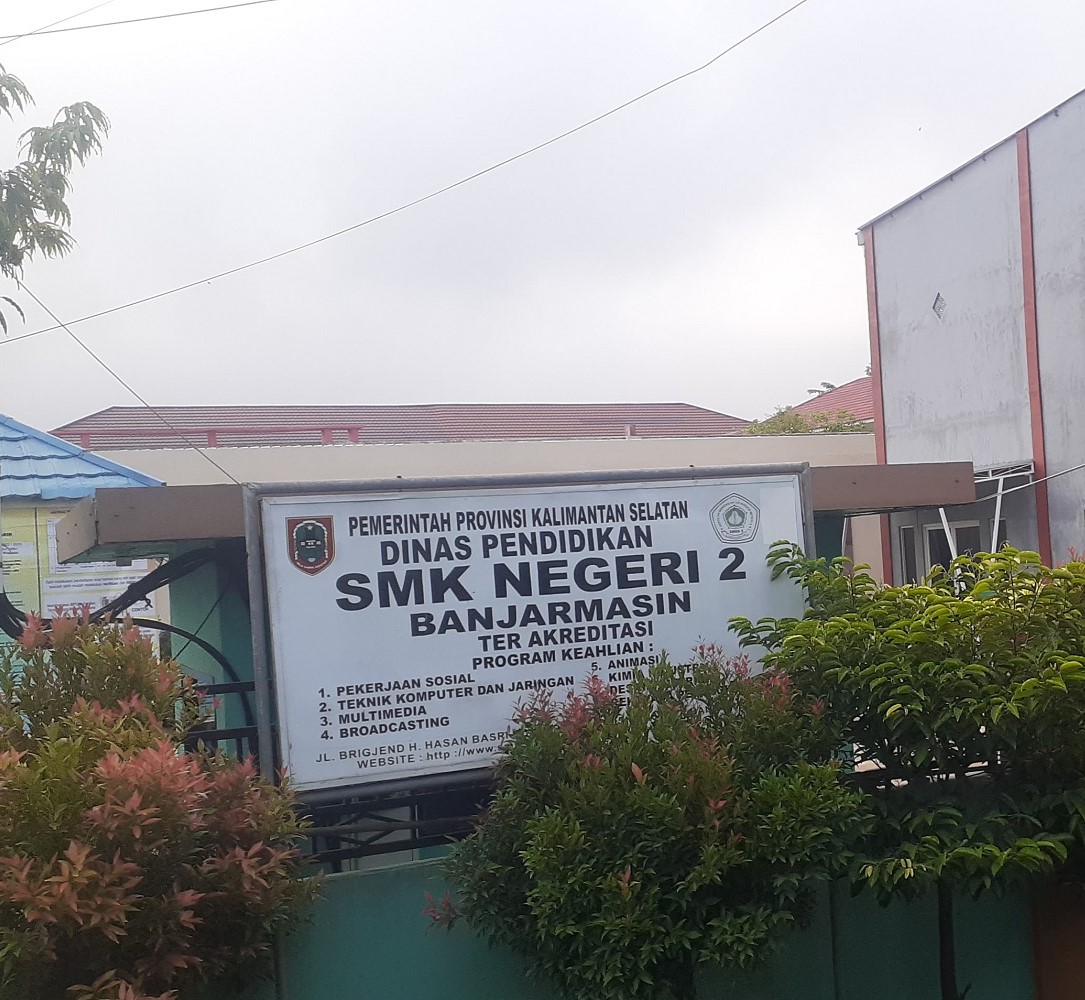 PEMERINTAH PROVINSI KALIMANTAN SELATAN
DINAS PENDIDIKAN
SMK NEGERI 2
BANJARMASIN
TER AKREDITASI
PROGRAM KEAHLIAN :
1. PEKERJAAN SOSIAL
2. TEKNIK KOMPUTER DAN JARINGAN
3. MULTIMEDIA
4. BROADCASTING
5. ANIMASI
JL. BRIGJEND H. HASAN
WEBSITE : http://www.